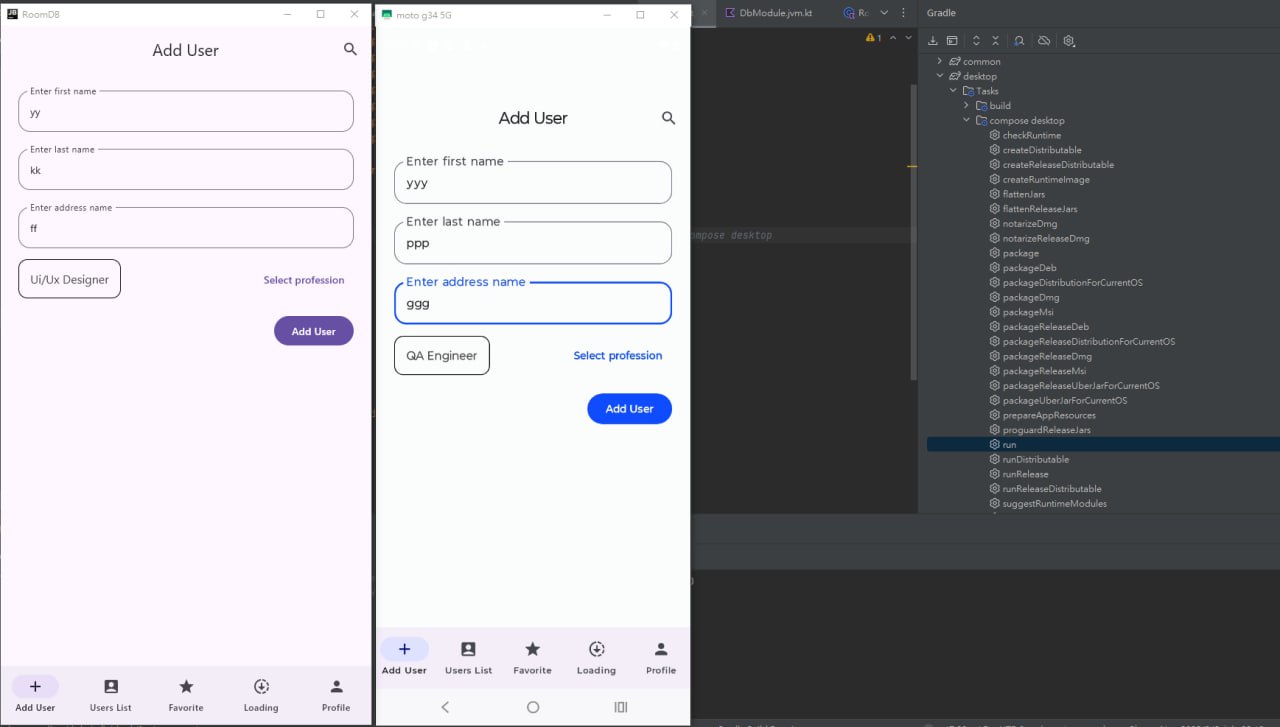 RoomDB
Add User
Enter first name
yy
Enter last name
kk
Enter address name
ff
Ui/Ux Designer
Select profession
Add User
Add User
Users List
Favorite
Loading
Profile
moto g34 5G
Add User
Enter first name
yyy
Enter last name
ppp
Enter address name
ggg
QA Engineer
Select profession
Add User
Add User
Users List
Favorite
Loading
Profile
DbModule.jvm.kt
1
ompose desktop
Gradle
common
desktop
Tasks
build
compose desktop
checkRuntime
createDistributable
createReleaseDistributable
createRuntimeImage
flattenJars
flattenReleaseJars
notarizeDmg
notarizeReleaseDmg
package
packageDeb
packageDistributionForCurrentOS
packageDmg
packageMsi
packageReleaseDeb
packageReleaseDistributionForCurrentOS
packageReleaseDmg
packageReleaseMsi
packageReleaseUberJarForCurrentOS
packageUberJarForCurrentOS
prepareAppResources
proguardReleaseJars
run
runDistributable
runRelease
runReleaseDistributable
suggestRuntimeModules